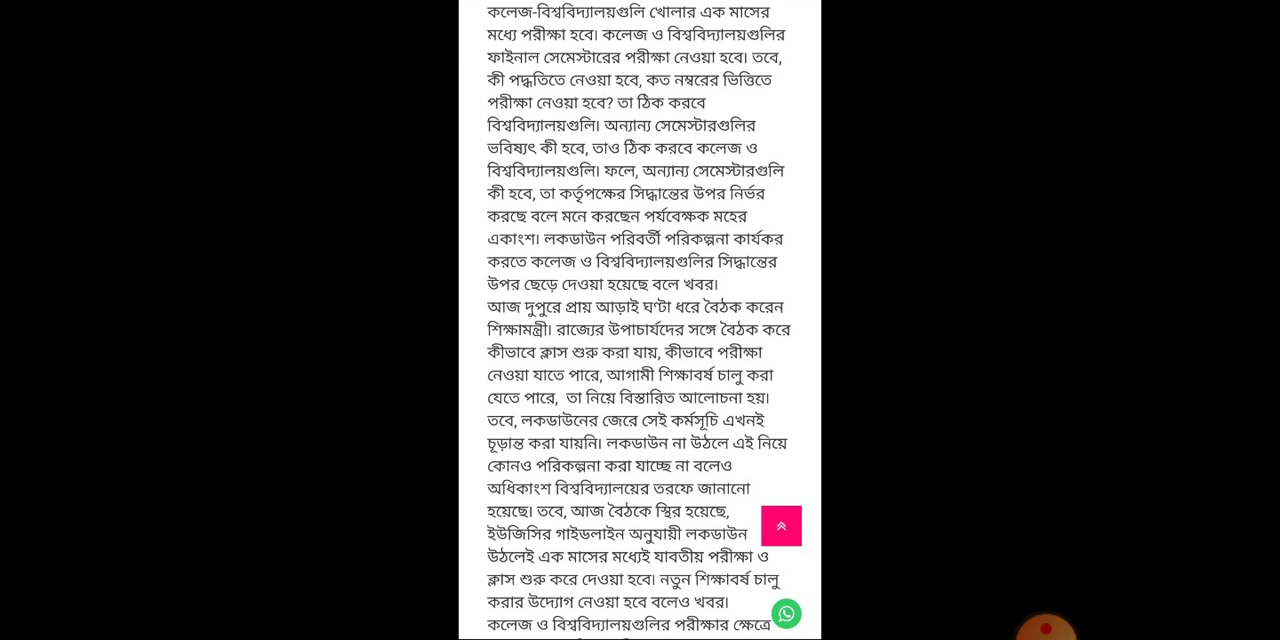 কলেজ-বিশ্ববিদ্যালয়গুলি খোলার এক মাসের
মধ্যে পরীক্ষা হবে। কলেজ ও বিশ্ববিদ্যালয়গুলির
ফাইনাল সেমেস্টারের পরীক্ষা নেওয়া হবে। তবে,
কী পদ্ধতিতে নেওয়া হবে, কত নম্বরের ভিত্তিতে
পরীক্ষা নেওয়া হবে? তা ঠিক করবে
বিশ্ববিদ্যালয়গুলি। অন্যান্য সেমেস্টারগুলির
ভবিষ্যৎ কী হবে, তাও ঠিক করবে কলেজ ও
বিশ্ববিদ্যালয়গুলি। ফলে, অন্যান্য সেমেস্টারগুলি
কী হবে, তা কর্তৃপক্ষের সিদ্ধান্তের উপর নির্ভর
করছে বলে মনে করছেন পর্যবেক্ষক মহের
একাংশ। লকডাউন পরিবর্তী পরিকল্পনা কার্যকর
করতে কলেজ ও বিশ্ববিদ্যালয়গুলির সিদ্ধান্তের
উপর ছেড়ে দেওয়া হয়েছে বলে খবর।
আজ দুপুরে প্রায় আড়াই ঘণ্টা ধরে বৈঠক করেন
শিক্ষামন্ত্রী। রাজ্যের উপাচার্যদের সঙ্গে বৈঠক করে
কীভাবে ক্লাস শুরু করা যায়, কীভাবে পরীক্ষা
নেওয়া যাতে পারে, আগামী শিক্ষাবর্ষ চালু করা
যেতে পারে, তা নিয়ে বিস্তারিত আলোচনা হয়।
তবে, লকডাউনের জেরে সেই কর্মসূচি এখনই
চূড়ান্ত করা যায়নি। লকডাউন না উঠলে এই নিয়ে
কোনও পরিকল্পনা করা যাচ্ছে না বলেও
অধিকাংশ বিশ্ববিদ্যালয়ের তরফে জানানো
হয়েছে। তবে, আজ বৈঠকে স্থির হয়েছে,
ইউজিসির গাইডলাইন অনুযায়ী লকডাউন
উঠলেই এক মাসের মধ্যেই যাবতীয় পরীক্ষা ও
ক্লাস শুরু করে দেওয়া হবে। নতুন শিক্ষাবর্ষ চালু
করার উদ্যোগ নেওয়া হবে বলেও খবর।
কলেজ ও বিশ্ববিদ্যালয়গুলির পরীক্ষার ক্ষেত্রে